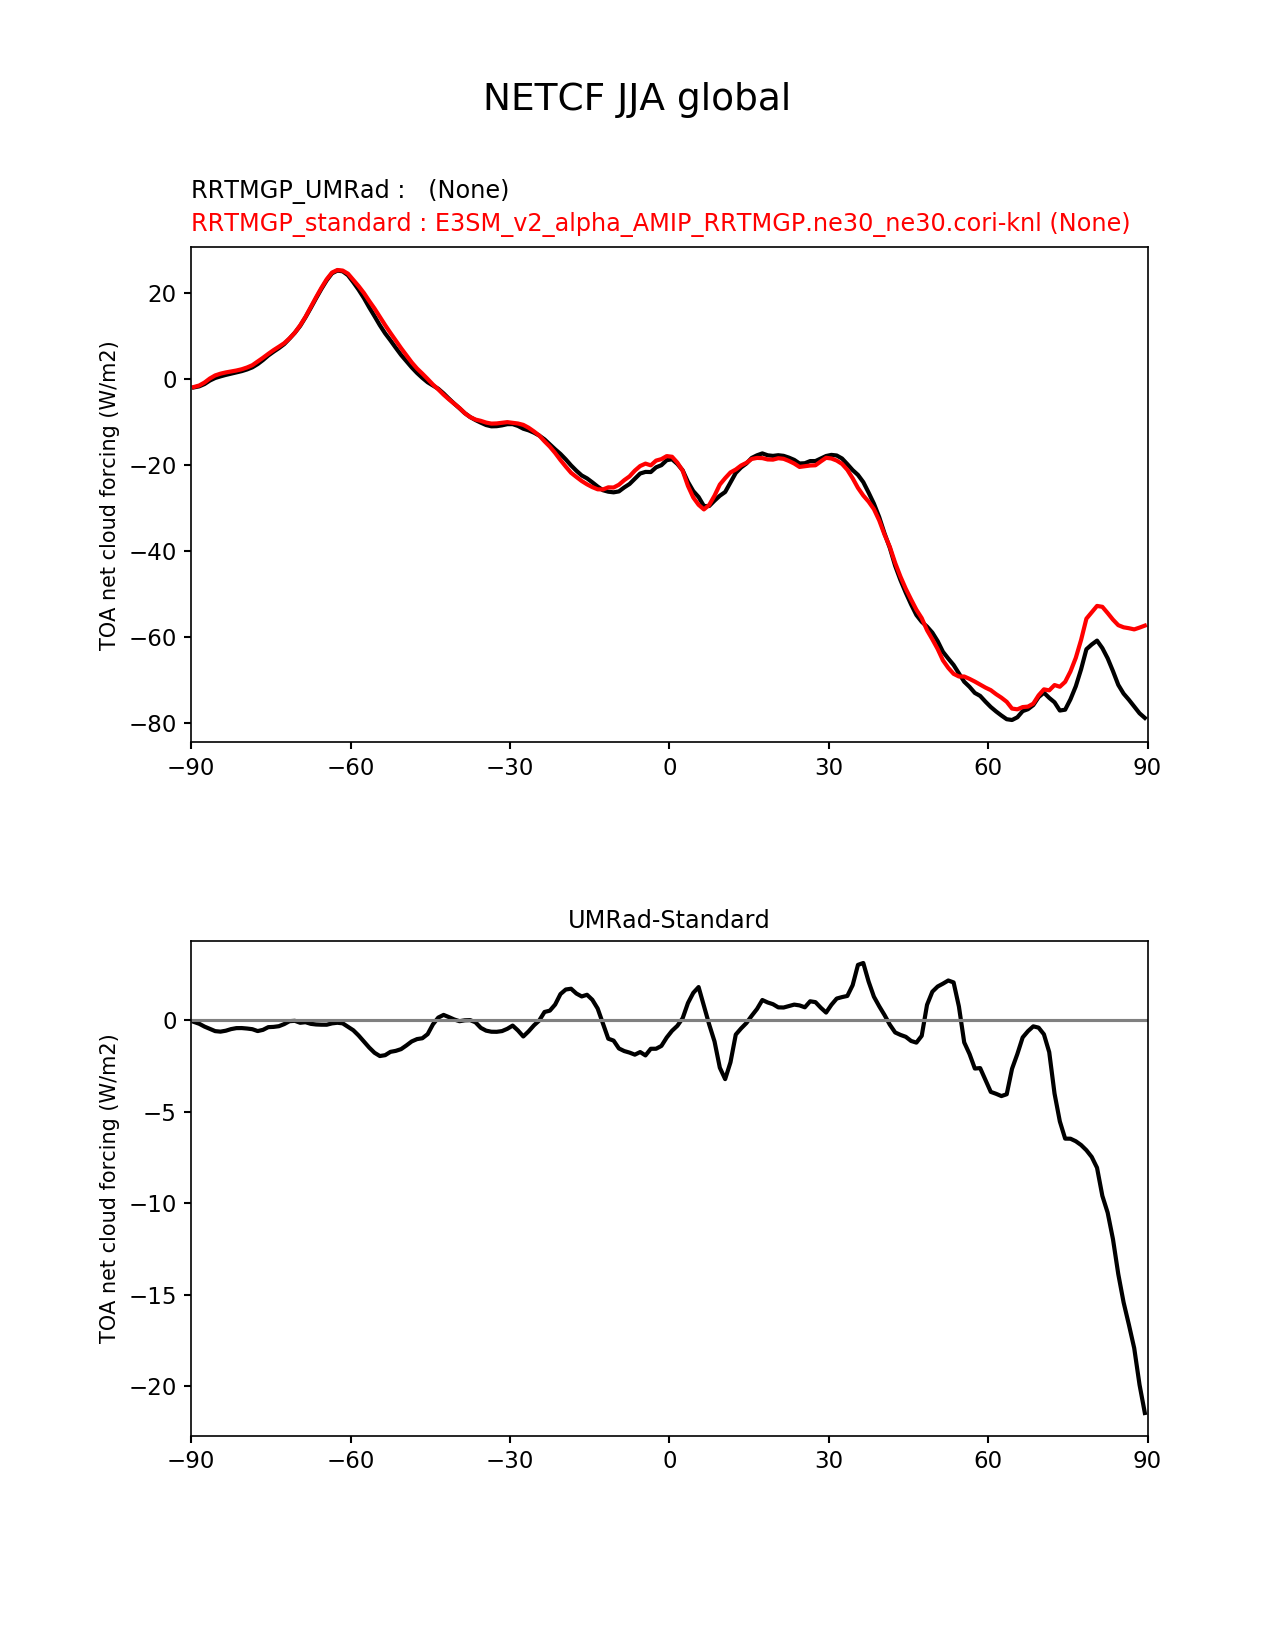 NETCF JJA global
RRTMGP_UMRad :   (None)
RRTMGP_standard : E3SM_v2_alpha_AMIP_RRTMGP.ne30_ne30.cori-knl (None)
TOA net cloud forcing (W/m2)
20
0
−20
−40
−60
−80
−90 −60 −30 0 30 60 90
UMRad-Standard
TOA net cloud forcing (W/m2)
0
−5
−10
−15
−20
−90 −60 −30 0 30 60 90